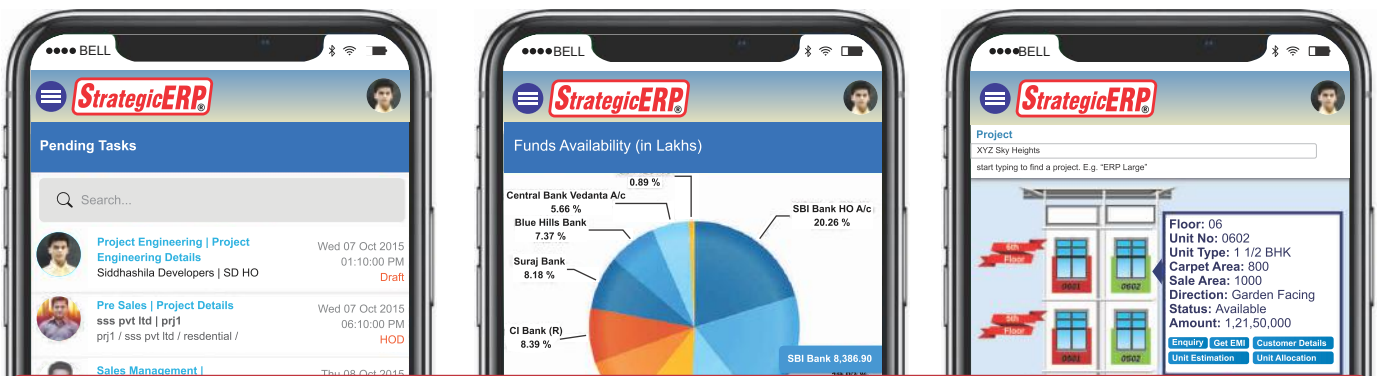 ●●●● BELL
StrategicERP®
Pending Tasks
Search...
Project Engineering | Project
Engineering Details
Siddhashila Developers | SD HO
Wed 07 Oct 2015
01:10:00 PM
Draft
Pre Sales | Project Details
sss pvt ltd | prj1
prj1 / sss pvt ltd / resdential /
Wed 07 Oct 2015
06:10:00 PM
HOD
Sales Management |
Thu 08 Oct 2015
●●●●BELL
StrategicERP®
Funds Availability (in Lakhs)
0.89 %
Central Bank Vedanta A/c
5.66 %
Blue Hills Bank
7.37 %
Suraj Bank
8.18 %
CI Bank (R)
8.39 %
SBI Bank HO A/c
20.26 %
SBI Bank 8,386.90
●●●●BELL
StrategicERP®
Project
XYZ Sky Heights
start typing to find a project. E.g. “ERP Large”
6th
Floor
0601
0602
5th
Floor
0501
0502
Floor: 06
Unit No: 0602
Unit Type: 1 1/2 BHK
Carpet Area: 800
Sale Area: 1000
Direction: Garden Facing
Status: Available
Amount: 1,21,50,000
Enquiry
Get EMI
Customer Details
Unit Estimation
Unit Allocation